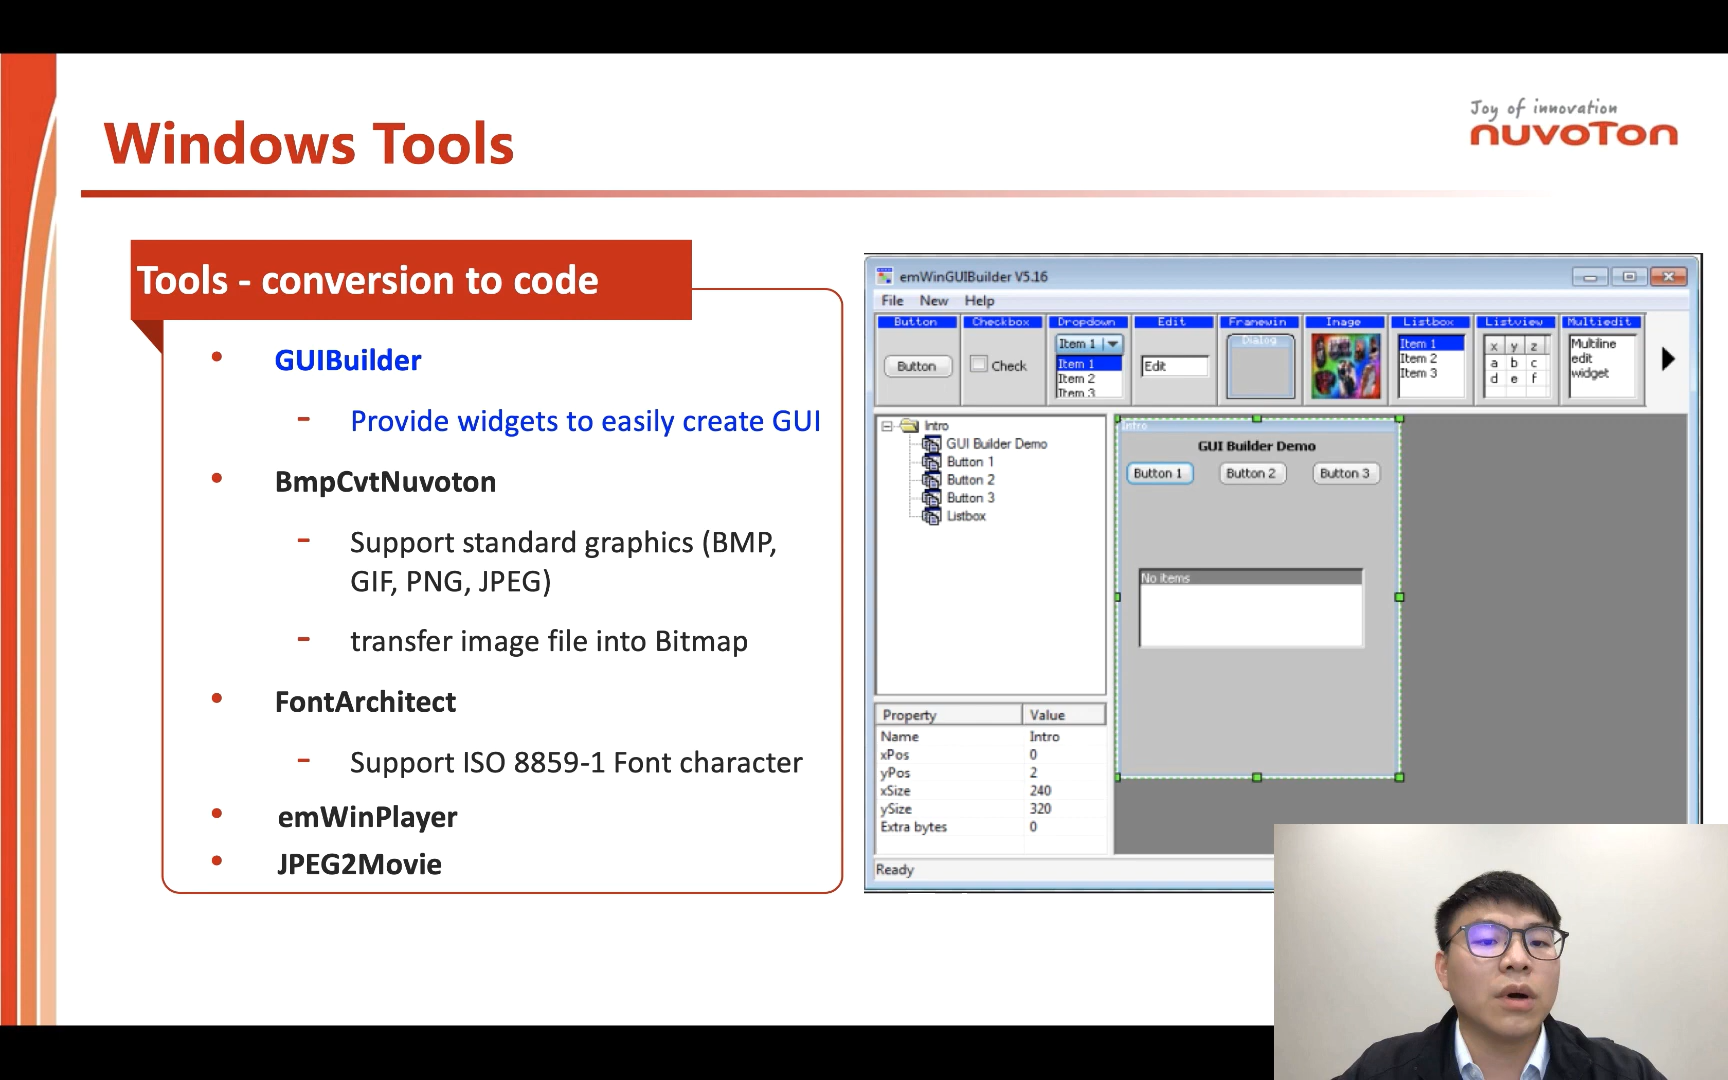 Windows Tools
Joy of innovation
nuvoTon
Tools - conversion to code
• GUIBuilder
- Provide widgets to easily create GUI
• BmpCvtNuvoton
- Support standard graphics (BMP,
GIF, PNG, JPEG)
- transfer image file into Bitmap
• FontArchitect
- Support ISO 8859-1 Font character
• emWinPlayer
• JPEG2Movie
emWinGUIBuilder V5.16
File New Help
Button Checkbox Dropdown Edit Framewin Image Listbox Listview Multiedit
Button
Check
Item 1
Item 1
Item 2
Item 3
Edit
Dialog
Item 1
Item 2
Item 3
x y z
a b c
d e f
Multiline
edit
widget
Intro
GUI Builder Demo
Button 1
Button 2
Button 3
Listbox
Intro
GUI Builder Demo
Button 1 Button 2 Button 3
No items
Property Value
Name Intro
xPos 0
yPos 2
xSize 240
ySize 320
Extra bytes 0
Ready